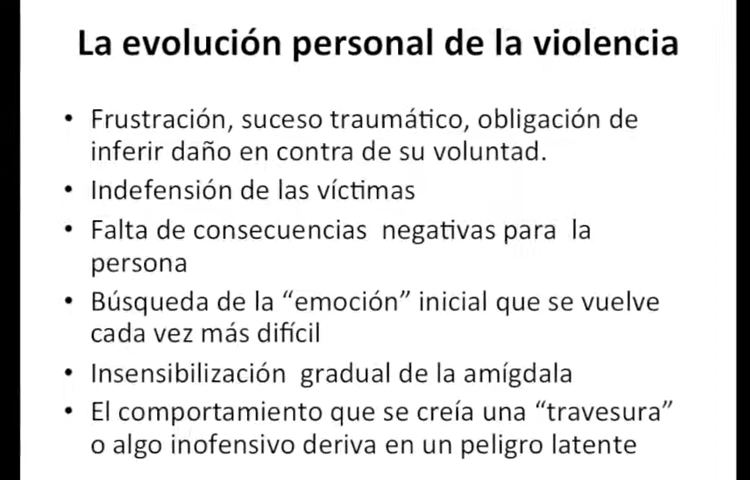 La evolución personal de la violencia
• Frustración, suceso traumático, obligación de
inferir daño en contra de su voluntad.
• Indefensión de las víctimas
• Falta de consecuencias negativas para la
persona
• Búsqueda de la “emoción” inicial que se vuelve
cada vez más difícil
• Insensibilización gradual de la amígdala
• El comportamiento que se creía una “travesura”
o algo inofensivo deriva en un peligro latente